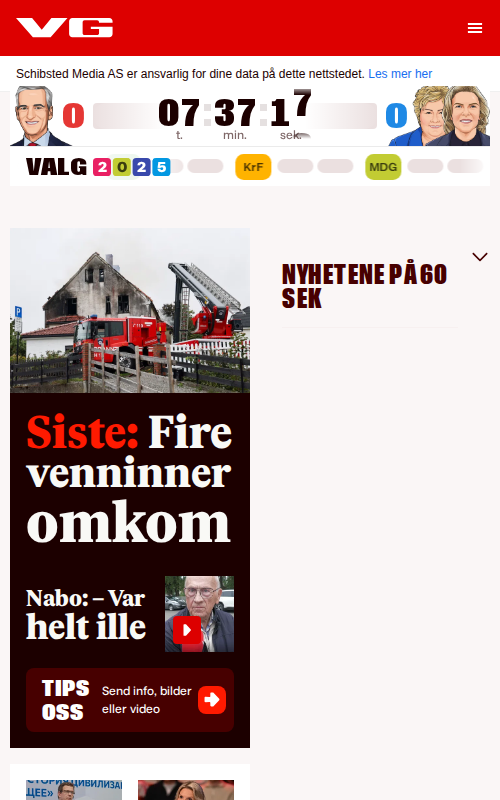 VG
Schibsted Media AS er ansvarlig for dine data på dette nettstedet. Les mer her
0 07:37:17 0
t. min. sek.
VALG 2025 KrF MDG
NYHETENE PÅ 60
SEK
Siste: Fire
venninner
omkom
Nabo: – Var
helt ille
TIPS
OSS
Send info, bilder
eller video